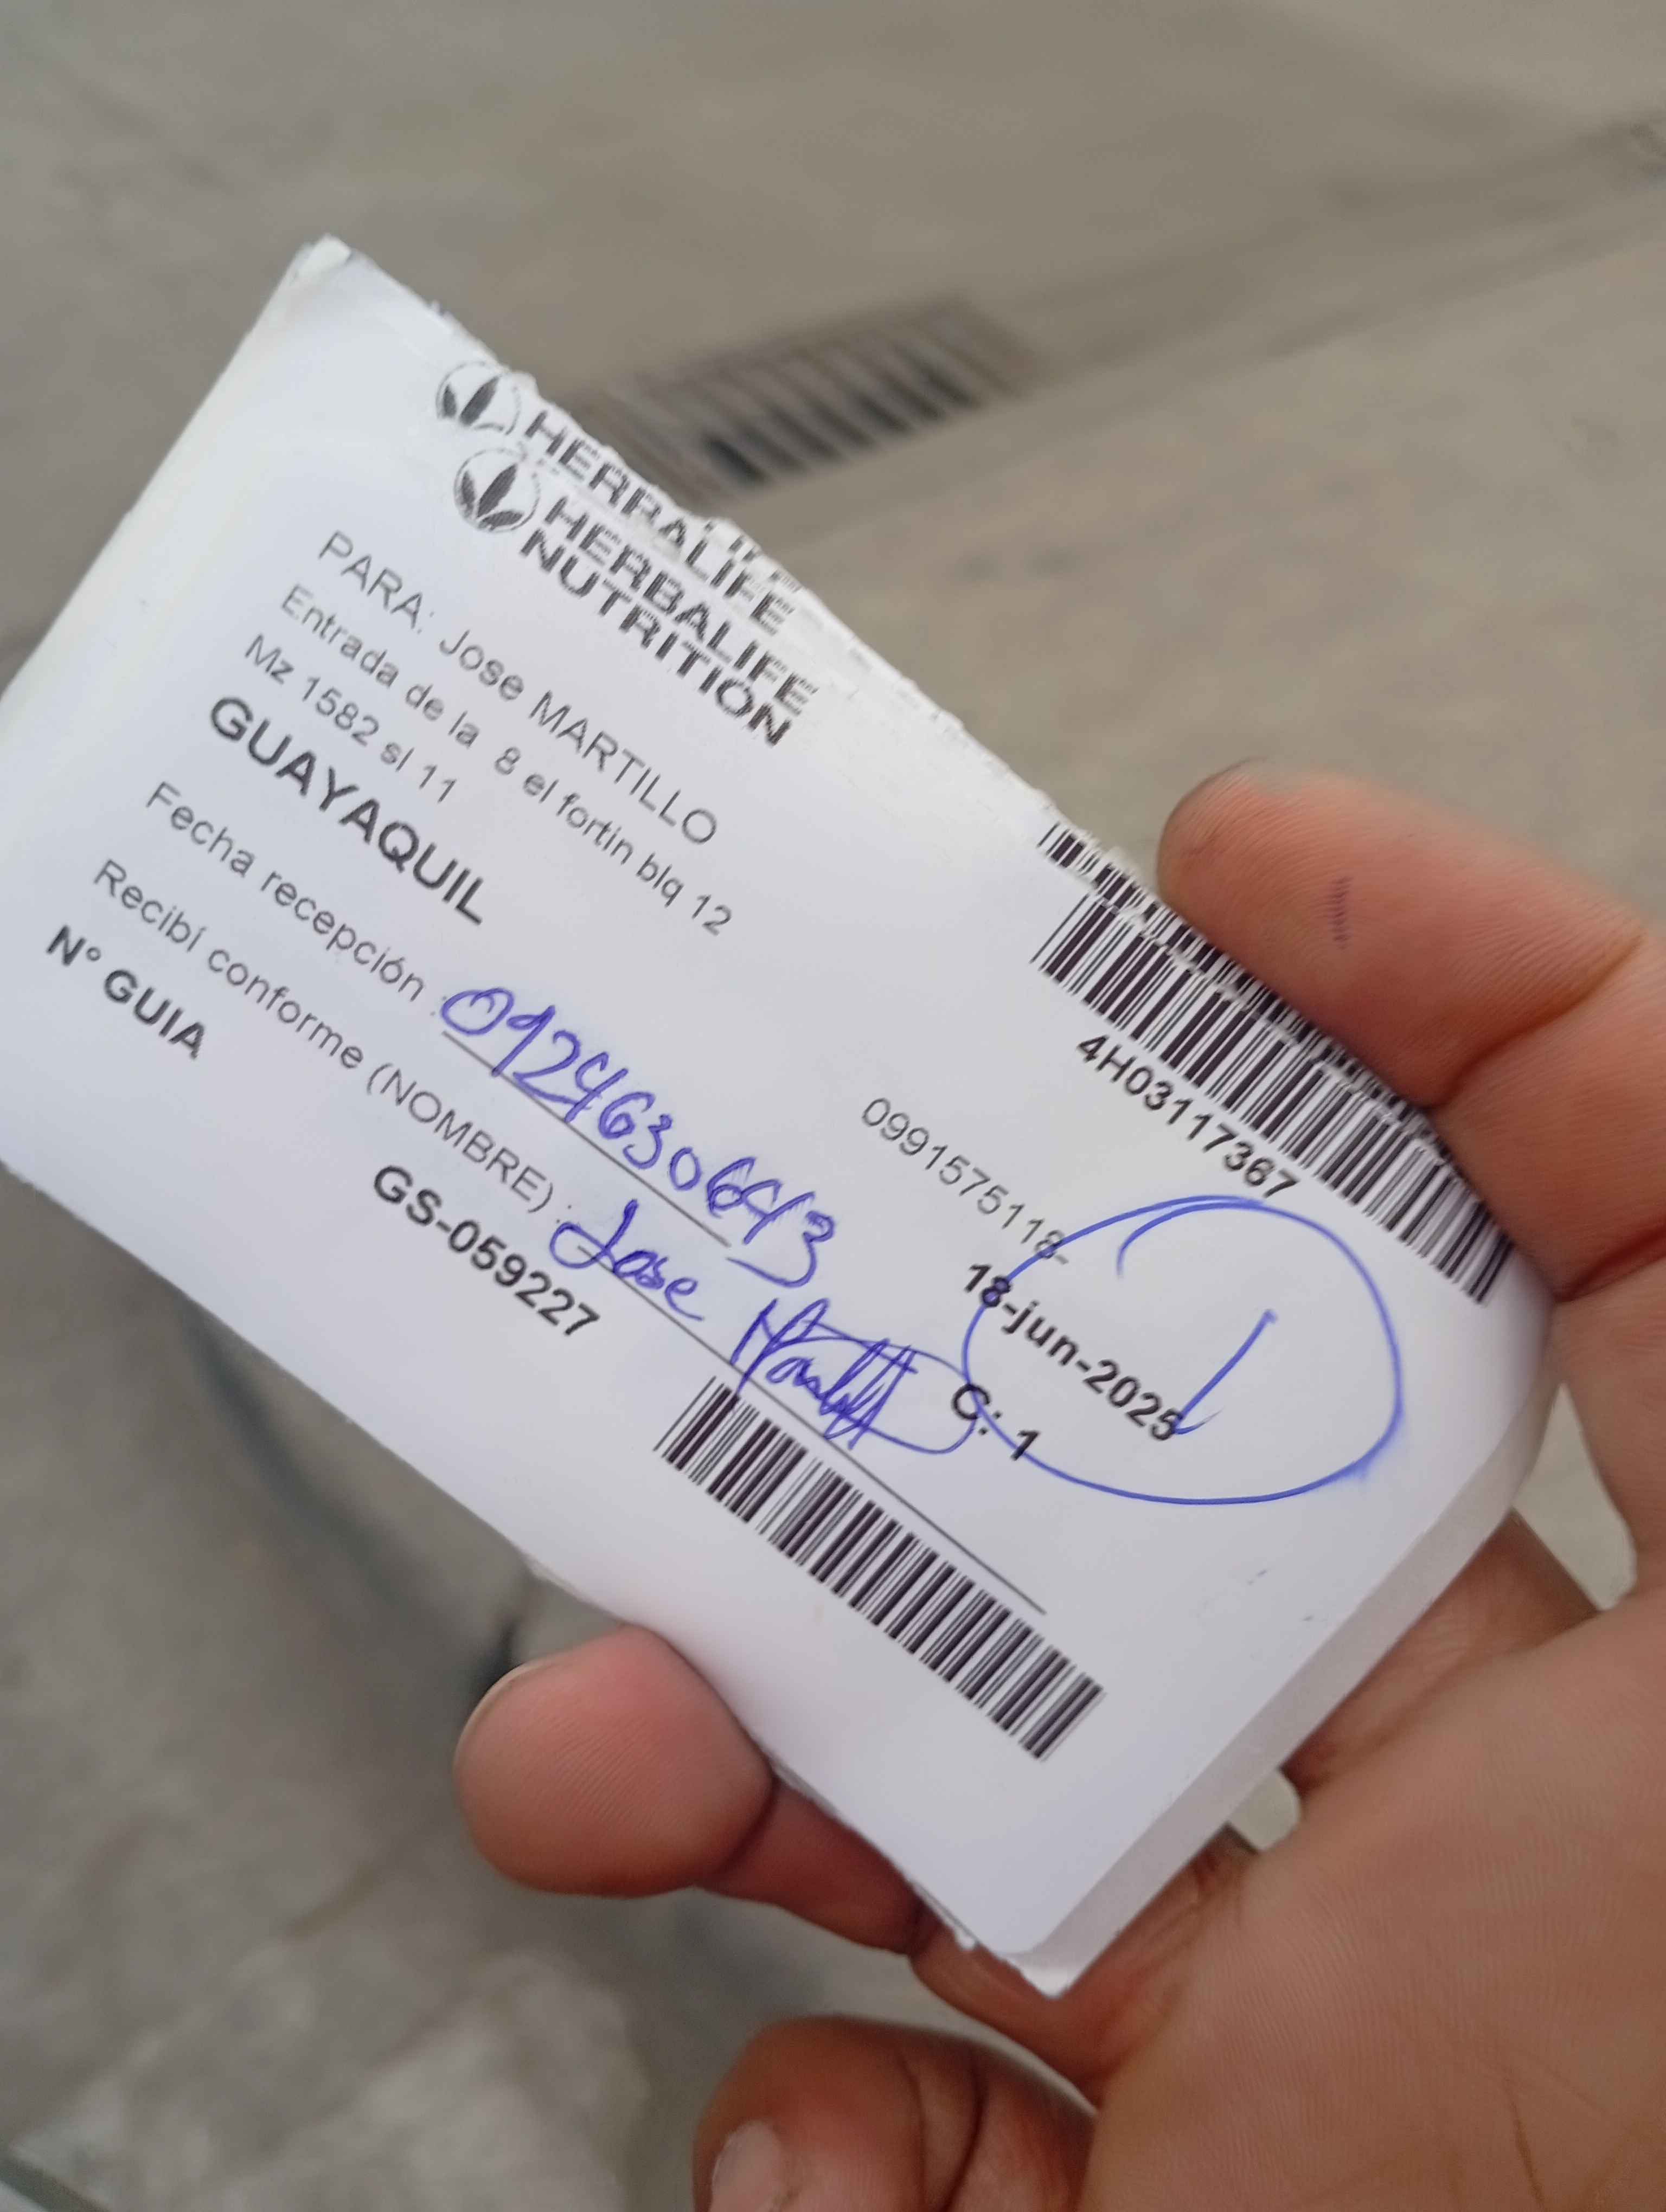 HERBALIFE
HERBALIFE
NUTRITION
4H03117367
PARA: Jose MARTILLO
Entrada de la 8 el fortin blq 12
Mz 1582 sl 11
GUAYAQUIL
0991575118-
18-jun-2025
1
Fecha recepción : 0924630643
C: 1
Recibí conforme (NOMBRE) : Jose
N° GUIA
GS-059227